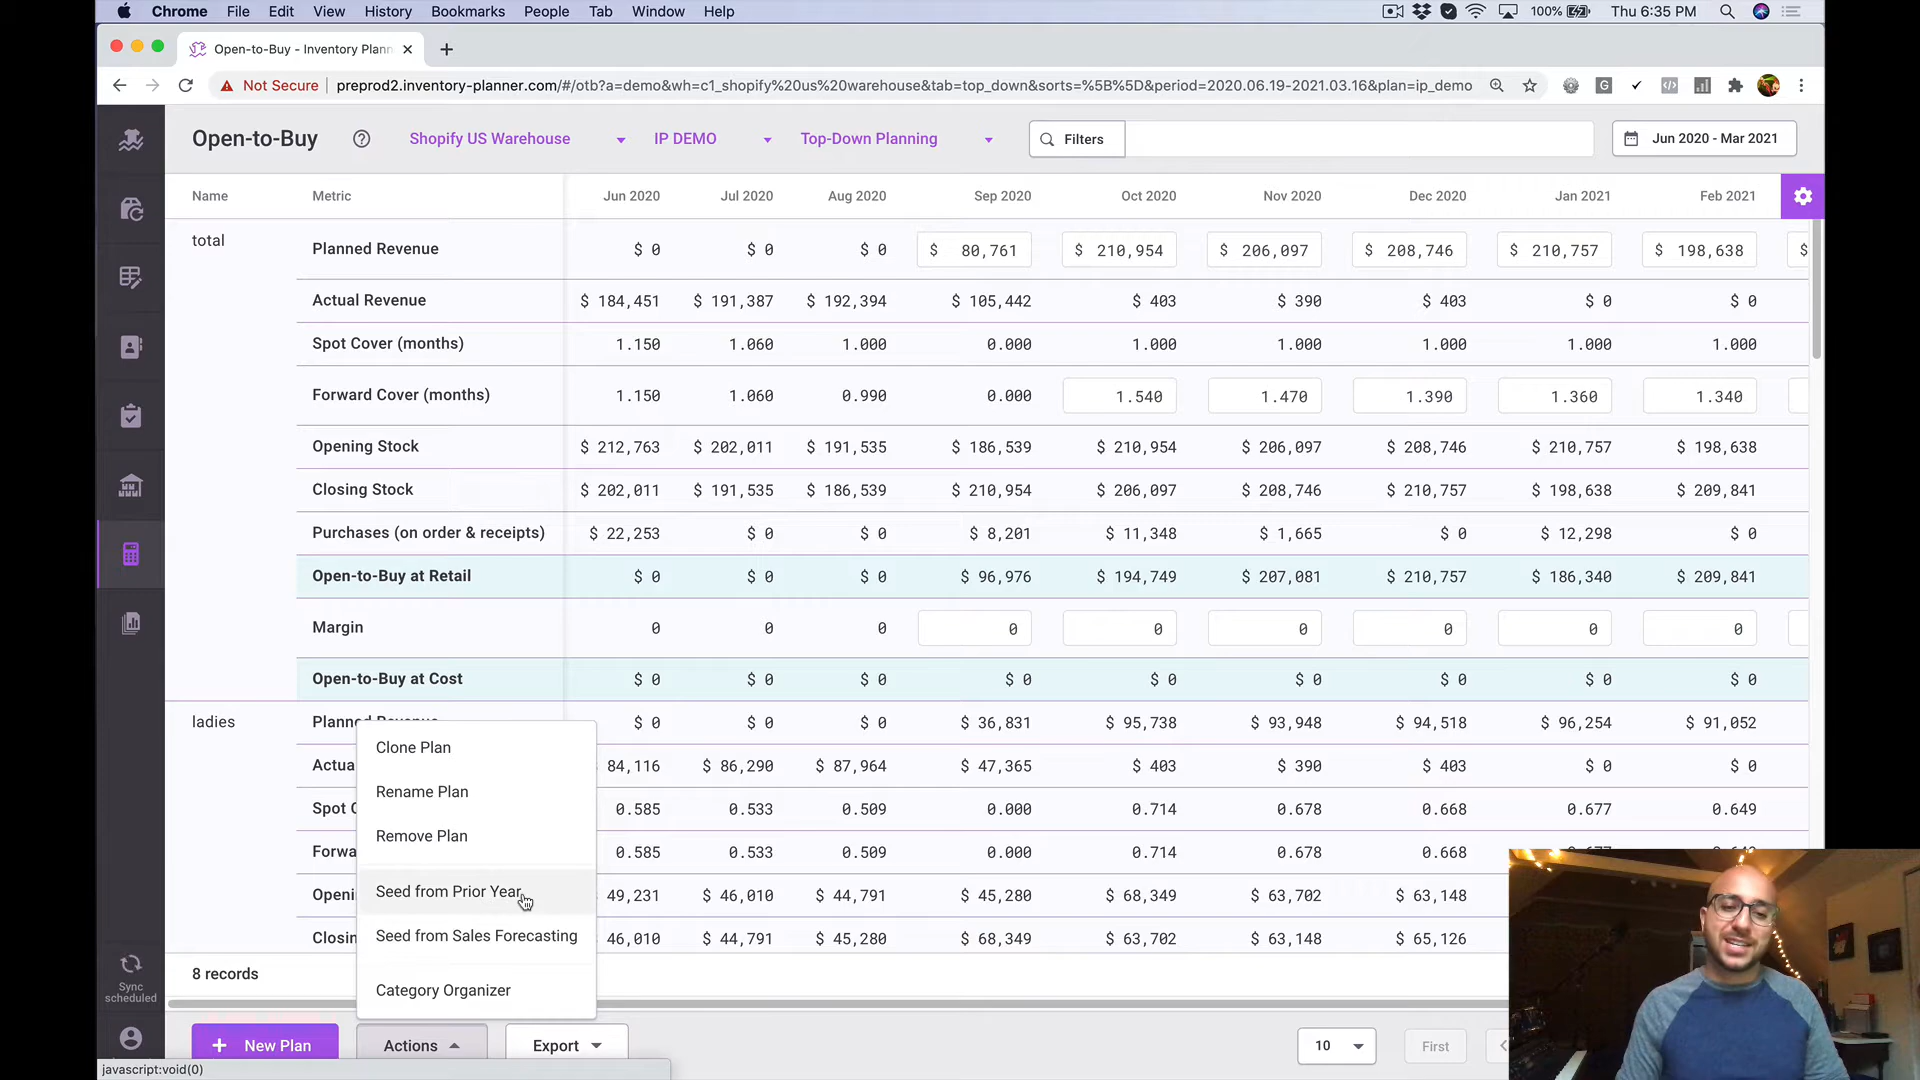 Chrome File Edit View History Bookmarks People Tab Window Help 100% Thu 6:35 PM
Open-to-Buy - Inventory Plann
Not Secure preprod2.inventory-planner.com/#/otb?a=demo&wh=c1_shopify%20us%20warehouse&tab=top_down&sorts=%5B%5D&period=2020.06.19-2021.03.16&plan=ip_demo
Open-to-Buy ? Shopify US Warehouse IP DEMO Top-Down Planning Filters Jun 2020 - Mar 2021
Name Metric Jun 2020 Jul 2020 Aug 2020 Sep 2020 Oct 2020 Nov 2020 Dec 2020 Jan 2021 Feb 2021
total Planned Revenue $ 0 $ 0 $ 0 $ 80,761 $ 210,954 $ 206,097 $ 208,746 $ 210,757 $ 198,638 $
Actual Revenue $ 184,451 $ 191,387 $ 192,394 $ 105,442 $ 403 $ 390 $ 403 $ 0 $ 0
Spot Cover (months) 1.150 1.060 1.000 0.000 1.000 1.000 1.000 1.000 1.000
Forward Cover (months) 1.150 1.060 0.990 0.000 1.540 1.470 1.390 1.360 1.340
Opening Stock $ 212,763 $ 202,011 $ 191,535 $ 186,539 $ 210,954 $ 206,097 $ 208,746 $ 210,757 $ 198,638
Closing Stock $ 202,011 $ 191,535 $ 186,539 $ 210,954 $ 206,097 $ 208,746 $ 210,757 $ 198,638 $ 209,841
Purchases (on order & receipts) $ 22,253 $ 0 $ 0 $ 8,201 $ 11,348 $ 1,665 $ 0 $ 12,298 $ 0
Open-to-Buy at Retail $ 0 $ 0 $ 0 $ 96,976 $ 194,749 $ 207,081 $ 210,757 $ 186,340 $ 209,841
Margin 0 0 0 0 0 0 0 0 0
Open-to-Buy at Cost $ 0 $ 0 $ 0 $ 0 $ 0 $ 0 $ 0 $ 0 $ 0
ladies Planned Revenue $ 0 $ 0 $ 0 $ 36,831 $ 95,738 $ 93,948 $ 94,518 $ 96,254 $ 91,052
Clone Plan
Actua 84,116 $ 86,290 $ 87,964 $ 47,365 $ 403 $ 390 $ 403 $ 0 $ 0
Rename Plan
Spot C 0.585 0.533 0.509 0.000 0.714 0.678 0.668 0.677 0.649
Remove Plan
Forwa 0.585 0.533 0.509 0.000 0.714 0.678 0.668
Seed from Prior Year
Openi 49,231 $ 46,010 $ 44,791 $ 45,280 $ 68,349 $ 63,702 $ 63,148
Seed from Sales Forecasting
Closin 46,010 $ 44,791 $ 45,280 $ 68,349 $ 63,702 $ 63,148 $ 65,126
8 records
Category Organizer
Sync
scheduled
+ New Plan Actions Export 10 First
javascript:void(0)